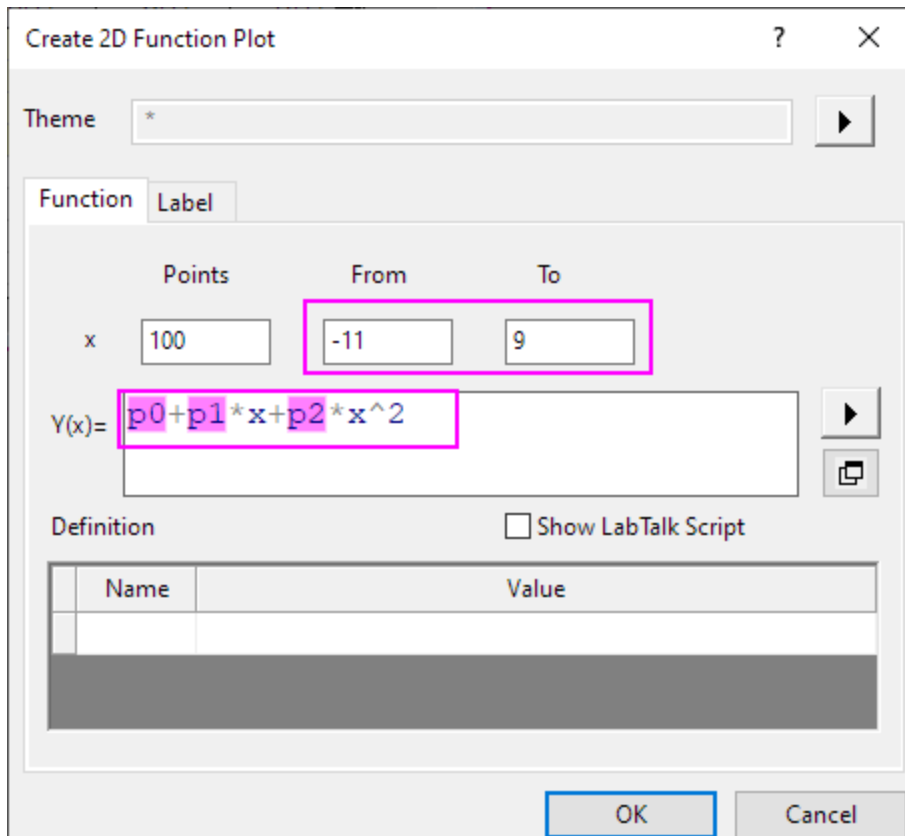 Create 2D Function Plot ?
Theme *
Function Label
Points From To
x 100 -11 9
Y(x)= p0+p1*x+p2*x^2
Definition Show LabTalk Script
Name Value
OK Cancel